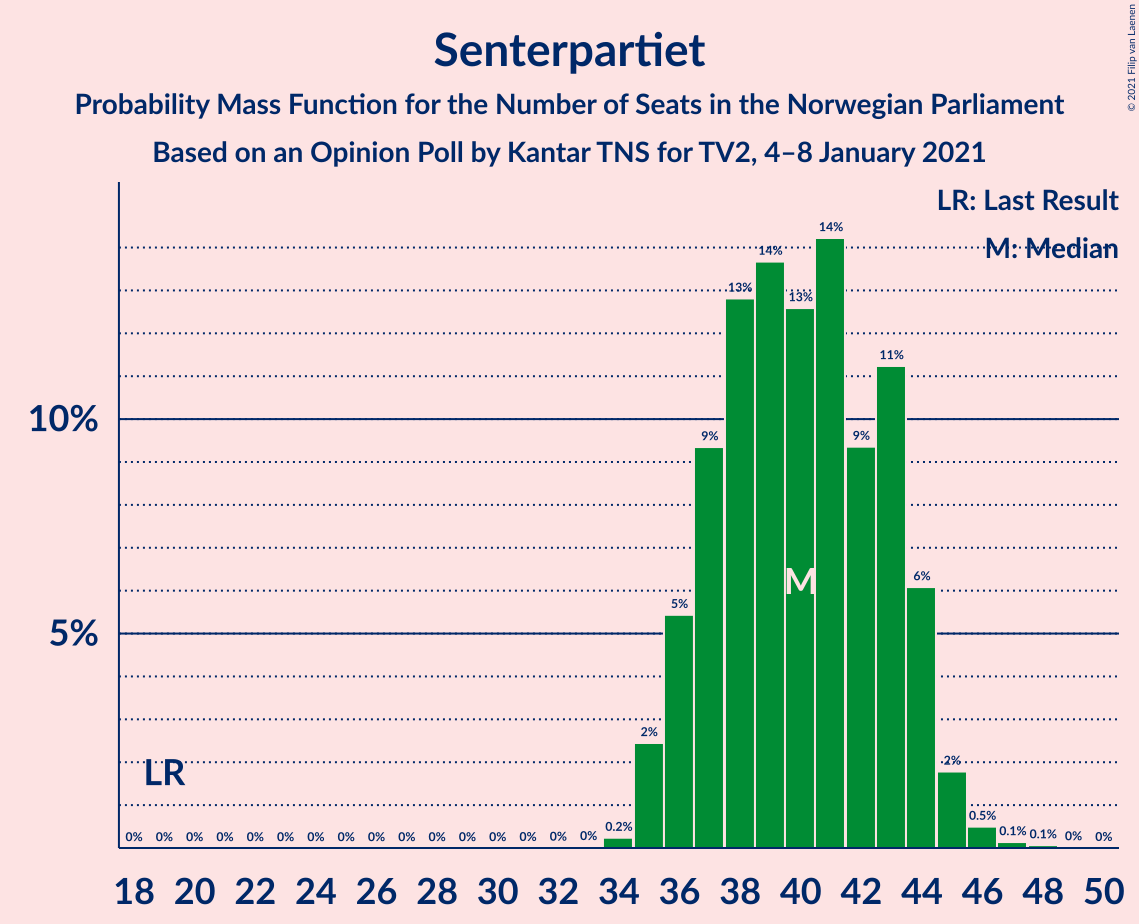 Senterpartiet
Probability Mass Function for the Number of Seats in the Norwegian Parliament
Based on an Opinion Poll by Kantar TNS for TV2, 4–8 January 2021
© 2021 Filip van Laenen
LR: Last Result
M: Median
10%
5%
0% 0% 0% 0% 0% 0% 0% 0% 0% 0% 0% 0% 0% 0% 0% 0% 0.2% 2% 5% 9% 13% 14% 13% 14% 9% 11% 6% 2% 0.5% 0.1% 0.1% 0% 0%
M
LR
18 20 22 24 26 28 30 32 34 36 38 40 42 44 46 48 50